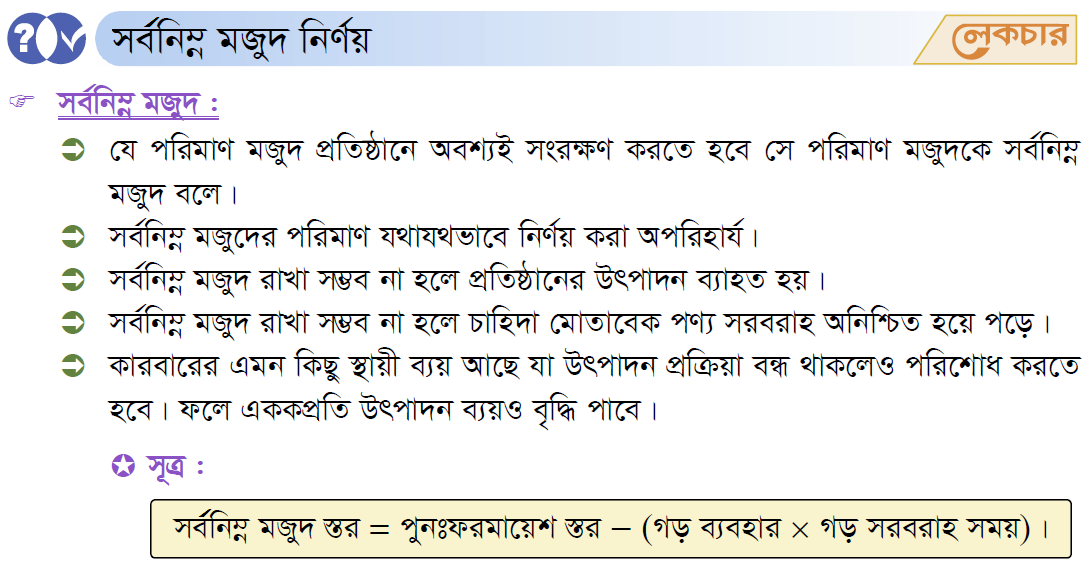 সর্বনিম্ন মজুদ নির্ণয়
লেকচার
সর্বনিম্ন মজুদ :
যে পরিমাণ মজুদ প্রতিষ্ঠানে অবশ্যই সংরক্ষণ করতে হবে সে পরিমাণ মজুদকে সর্বনিম্ন
মজুদ বলে।
সর্বনিম্ন মজুদের পরিমাণ যথাযথভাবে নির্ণয় করা অপরিহার্য।
সর্বনিম্ন মজুদ রাখা সম্ভব না হলে প্রতিষ্ঠানের উৎপাদন ব্যাহত হয়।
সর্বনিম্ন মজুদ রাখা সম্ভব না হলে চাহিদা মোতাবেক পণ্য সরবরাহ অনিশ্চিত হয়ে পড়ে।
কারবারের এমন কিছু স্থায়ী ব্যয় আছে যা উৎপাদন প্রক্রিয়া বন্ধ থাকলেও পরিশোধ করতে
হবে। ফলে এককপ্রতি উৎপাদন ব্যয়ও বৃদ্ধি পাবে।
সূত্র :
সর্বনিম্ন মজুদ স্তর = পুনঃফরমায়েশ স্তর − (গড় ব্যবহার × গড় সরবরাহ সময়)।